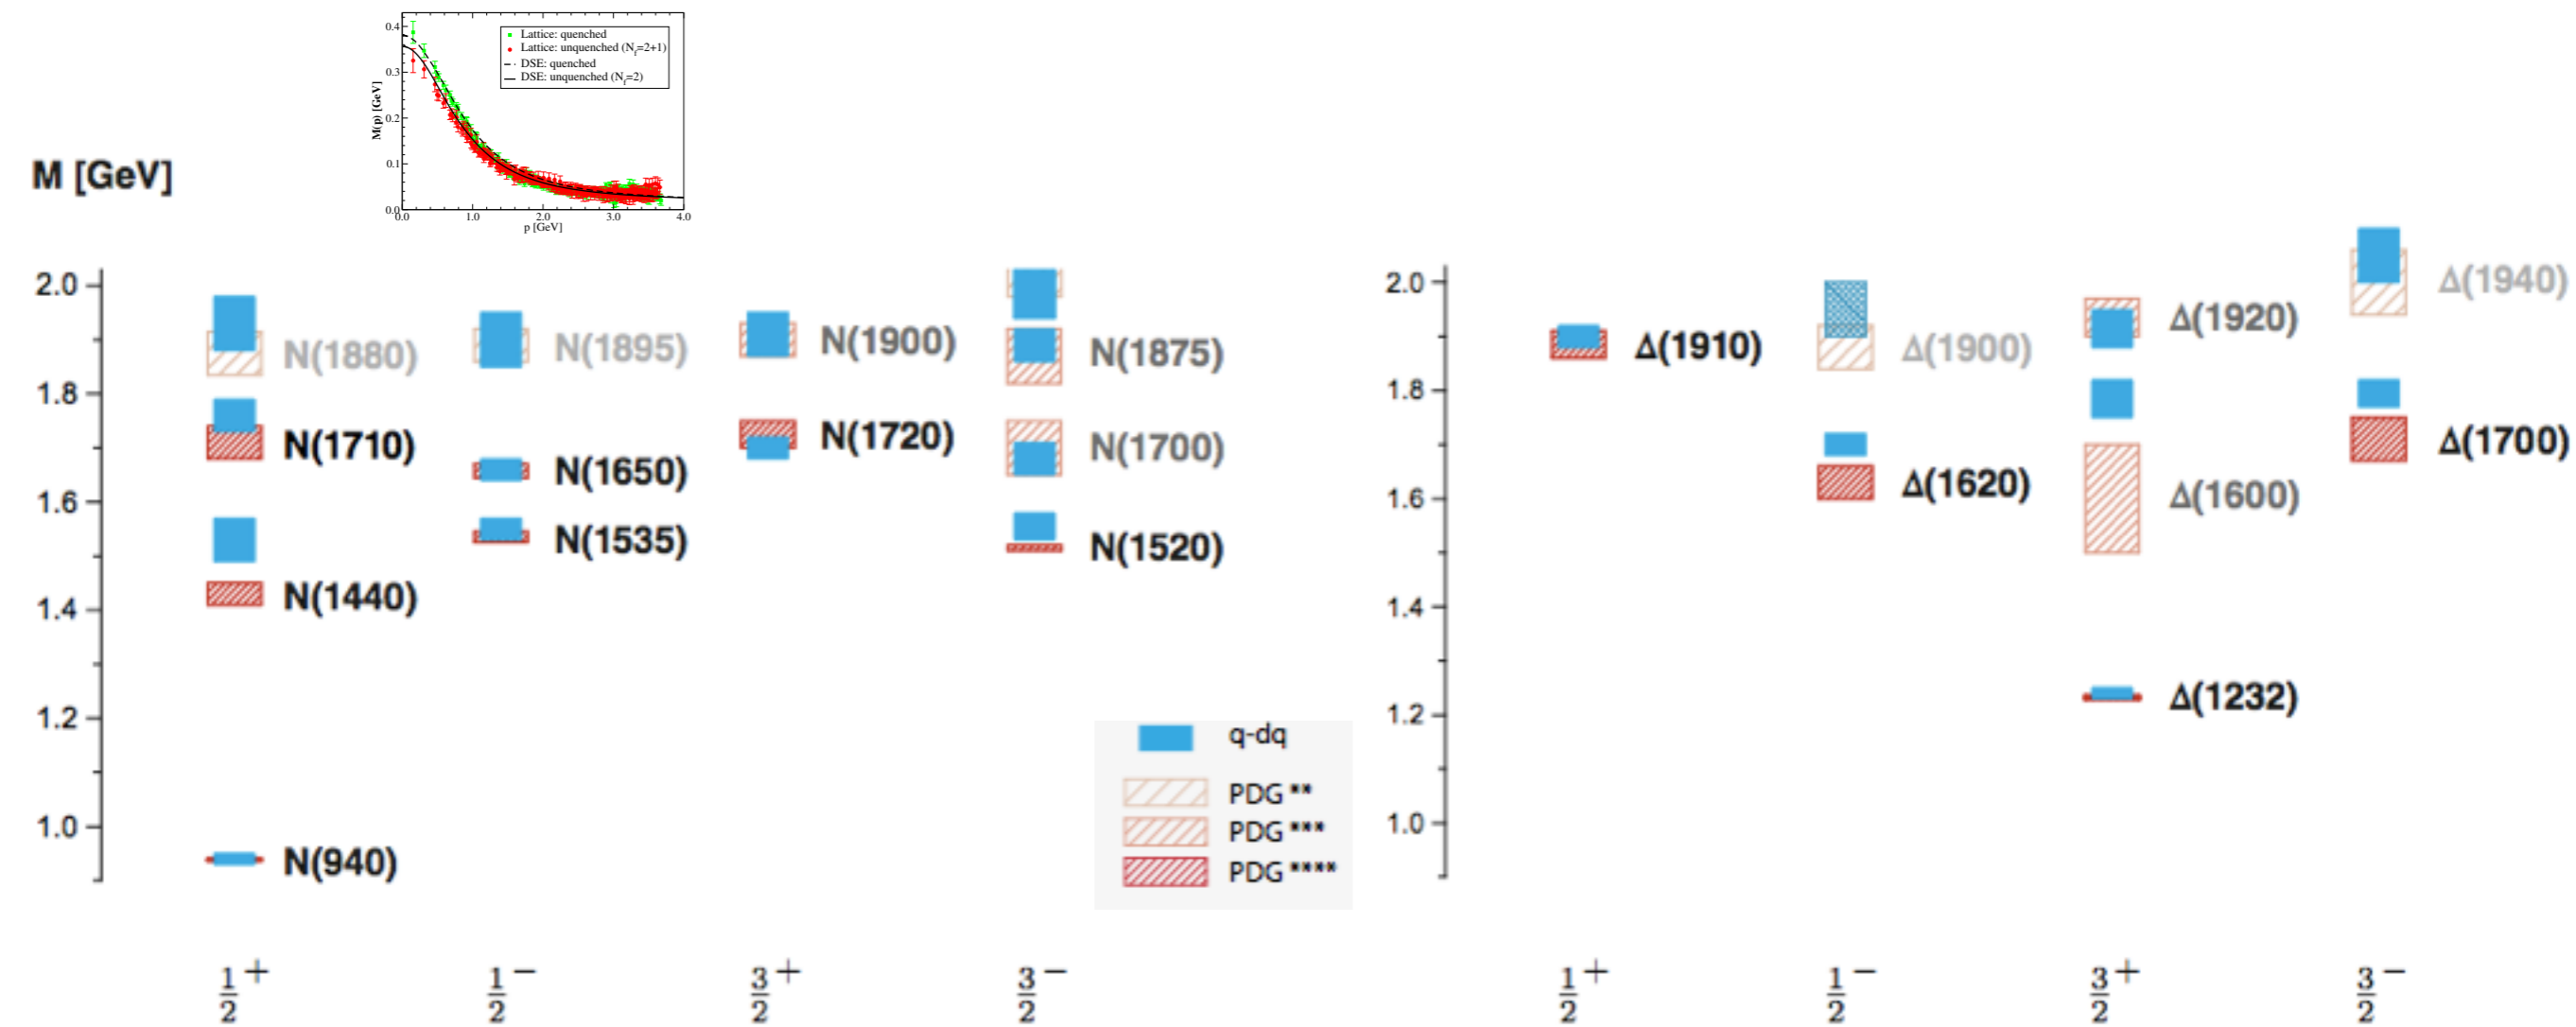 0.4
0.3
0.2
0.1
0.0
M(p) [GeV]
Lattice: quenched
Lattice: unquenched (N_f=2+1)
DSE: quenched
DSE: unquenched (N_f=2)
0.0 1.0 2.0 3.0 4.0
p [GeV]
M [GeV]
2.0
1.8
1.6
1.4
1.2
1.0
N(1880)
N(1710)
N(1440)
N(940)
N(1895)
N(1650)
N(1535)
N(1900)
N(1720)
N(1875)
N(1700)
N(1520)
q-dq
PDG **
PDG ***
PDG ****
1/2 + 1/2 − 3/2 + 3/2 −
2.0
1.8
1.6
1.4
1.2
1.0
Δ(1910)
Δ(1900)
Δ(1620)
Δ(1920)
Δ(1600)
Δ(1232)
Δ(1940)
Δ(1700)
1/2 + 1/2 − 3/2 + 3/2 −